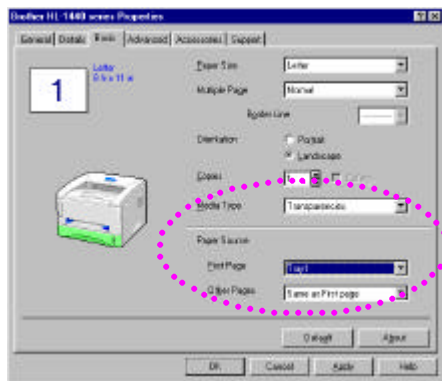 Brother HL-1440 series Properties
General Details Basic Advanced Accessories Support
Letter
8 ½ x 11 in
1
Paper Size Letter
Multiple Page Normal
Border Line
Orientation Portrait
Landscape
Copies
Media Type Transparencies
Paper Source
First Page Tray1
Other Pages Same as First page
Default About
OK Cancel Apply Help